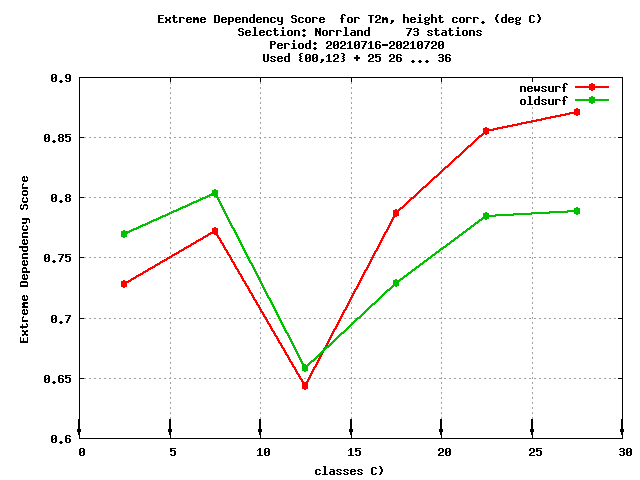 Extreme Dependency Score  for T2m, height corr. (deg C)
Selection: Norrland     73 stations
Period: 20210716-20210720
Used {00,12} + 25 26 ... 36
newsurf
oldsurf
0.9
0.85
0.8
0.75
0.7
0.65
0.6
Extreme Dependency Score
0 5 10 15 20 25 30
classes C)